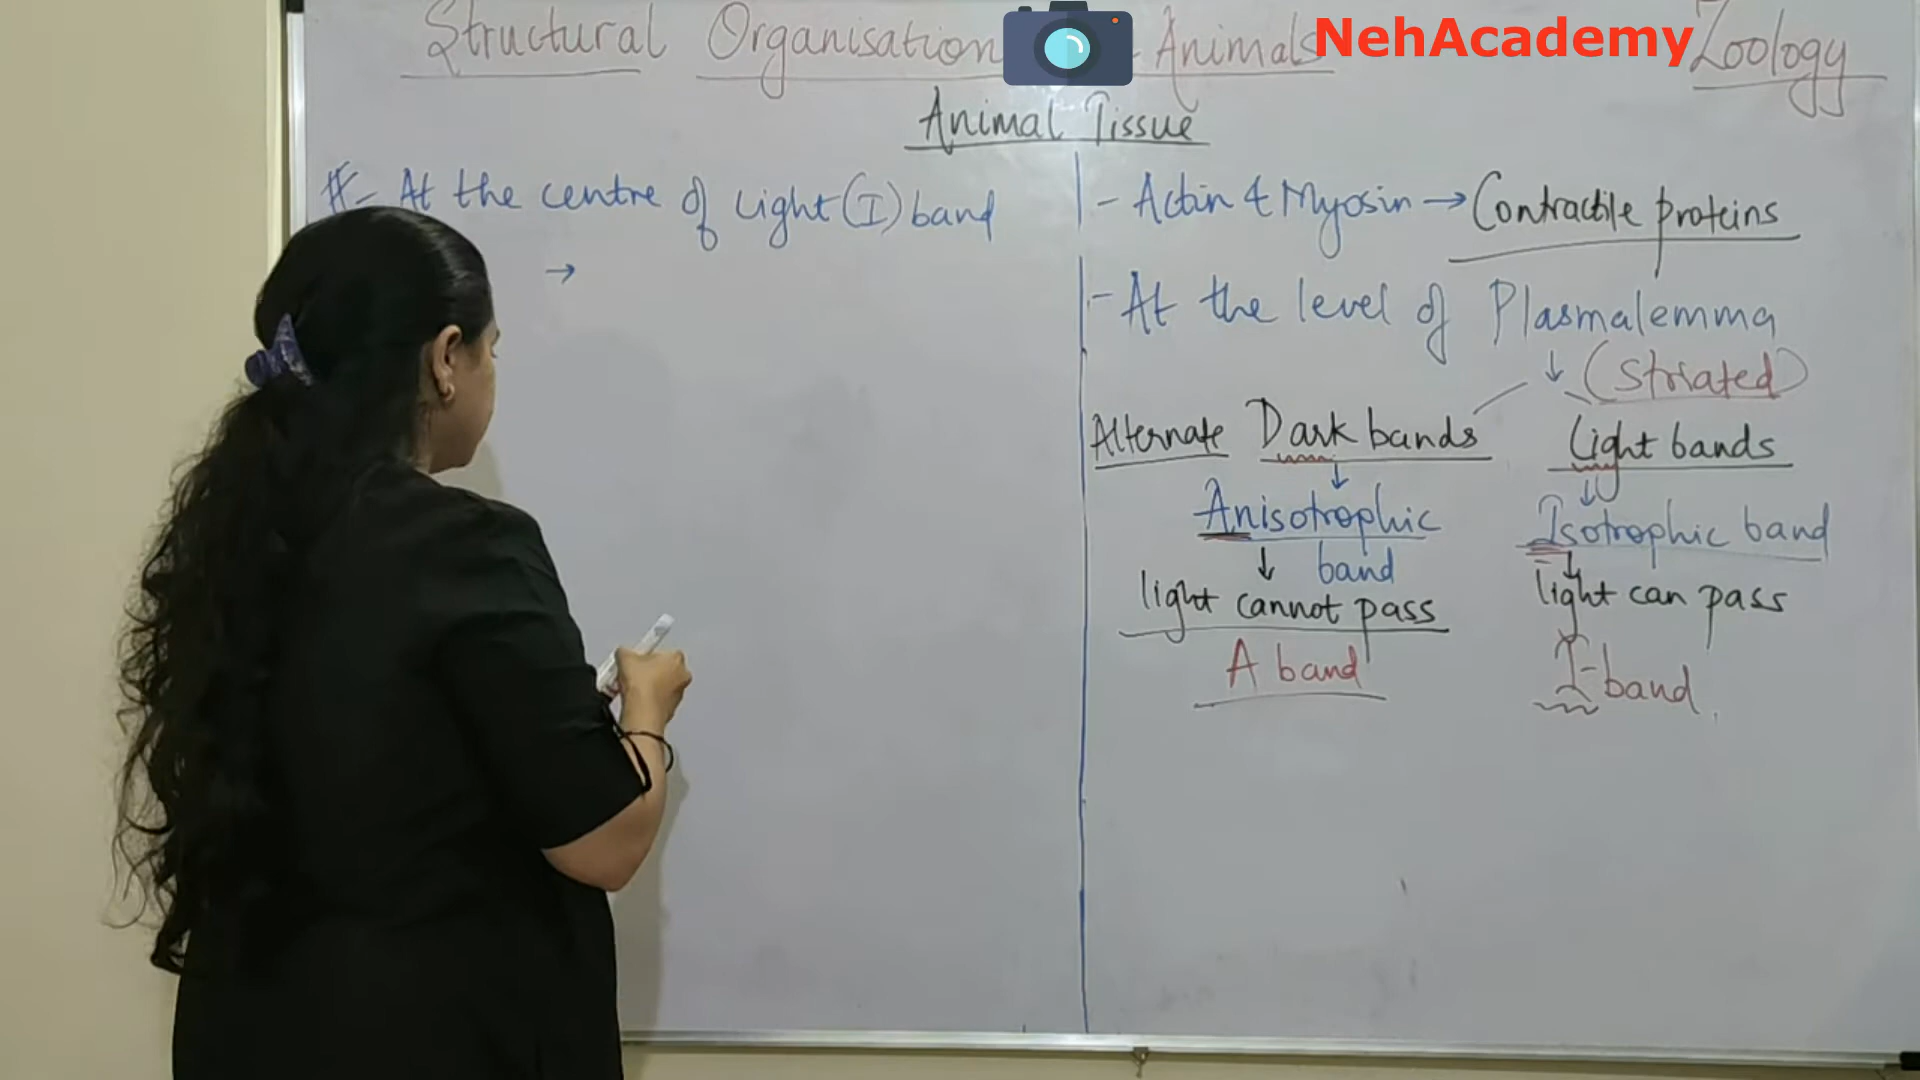 Structural Organisation Animals
NehAcademy
Zoology
Animal Tissue
#- At the centre of Light (I) band
→
- Actin & Myosin → Contractile proteins
- At the level of Plasmalemma
↓ (Striated)
Alternate Dark bands Light bands
↓ ↓
Anisotrophic Isotrophic band
↓ band ↓
light cannot pass light can pass
A band I-band.